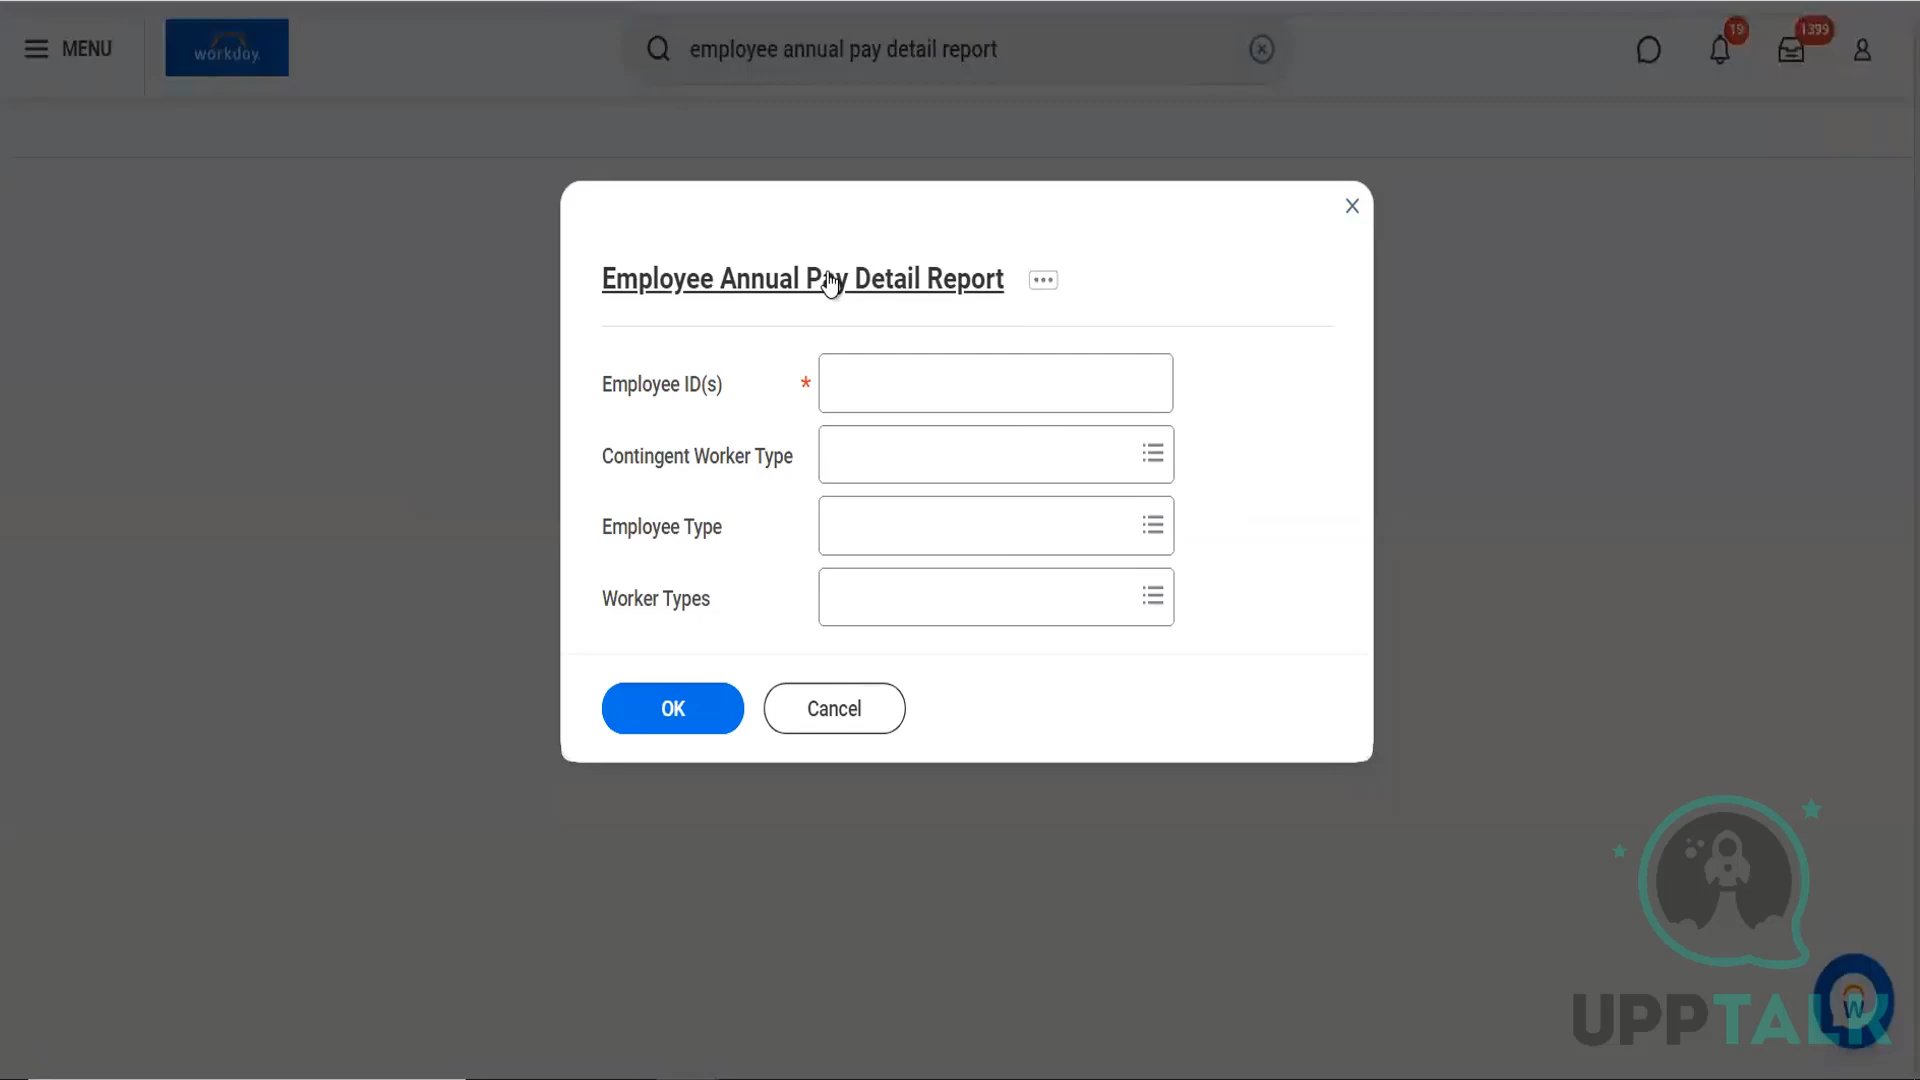 MENU
workday.
employee annual pay detail report
19
1399
Employee Annual Pay Detail Report
Employee ID(s) *
Contingent Worker Type
Employee Type
Worker Types
OK
Cancel
W
UPPTALK